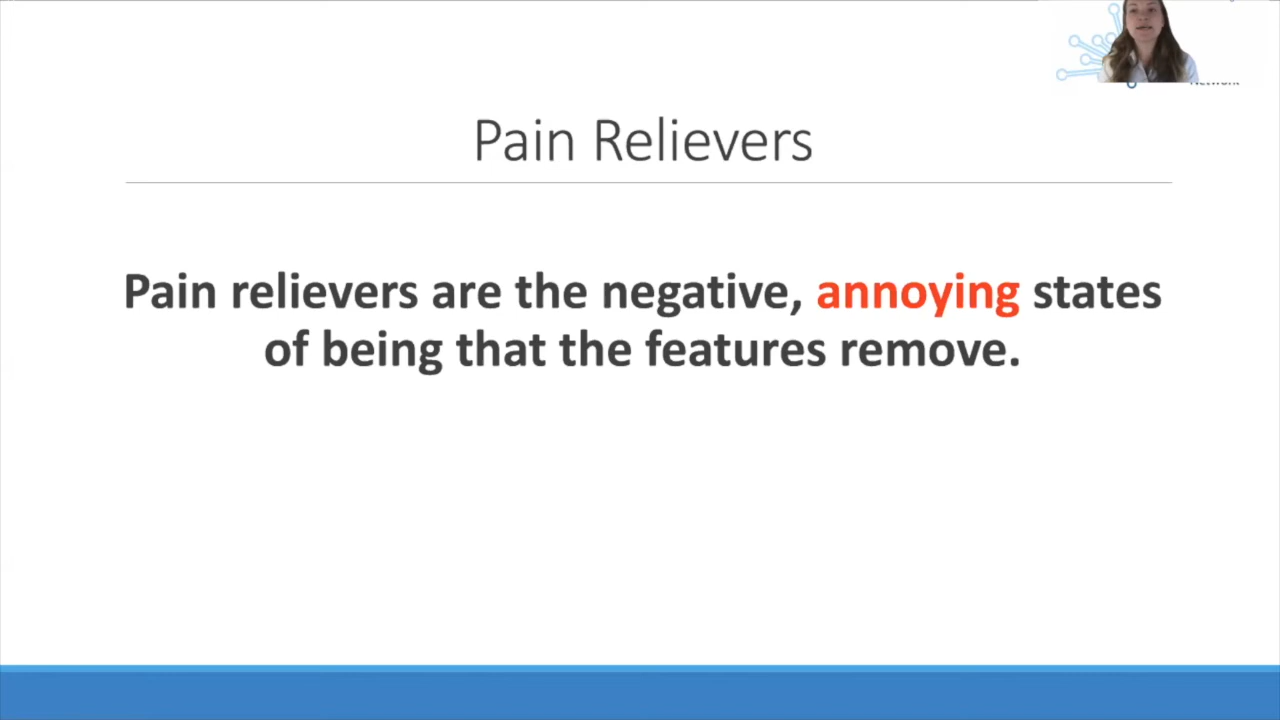 Pain Relievers
Pain relievers are the negative, annoying states
of being that the features remove.